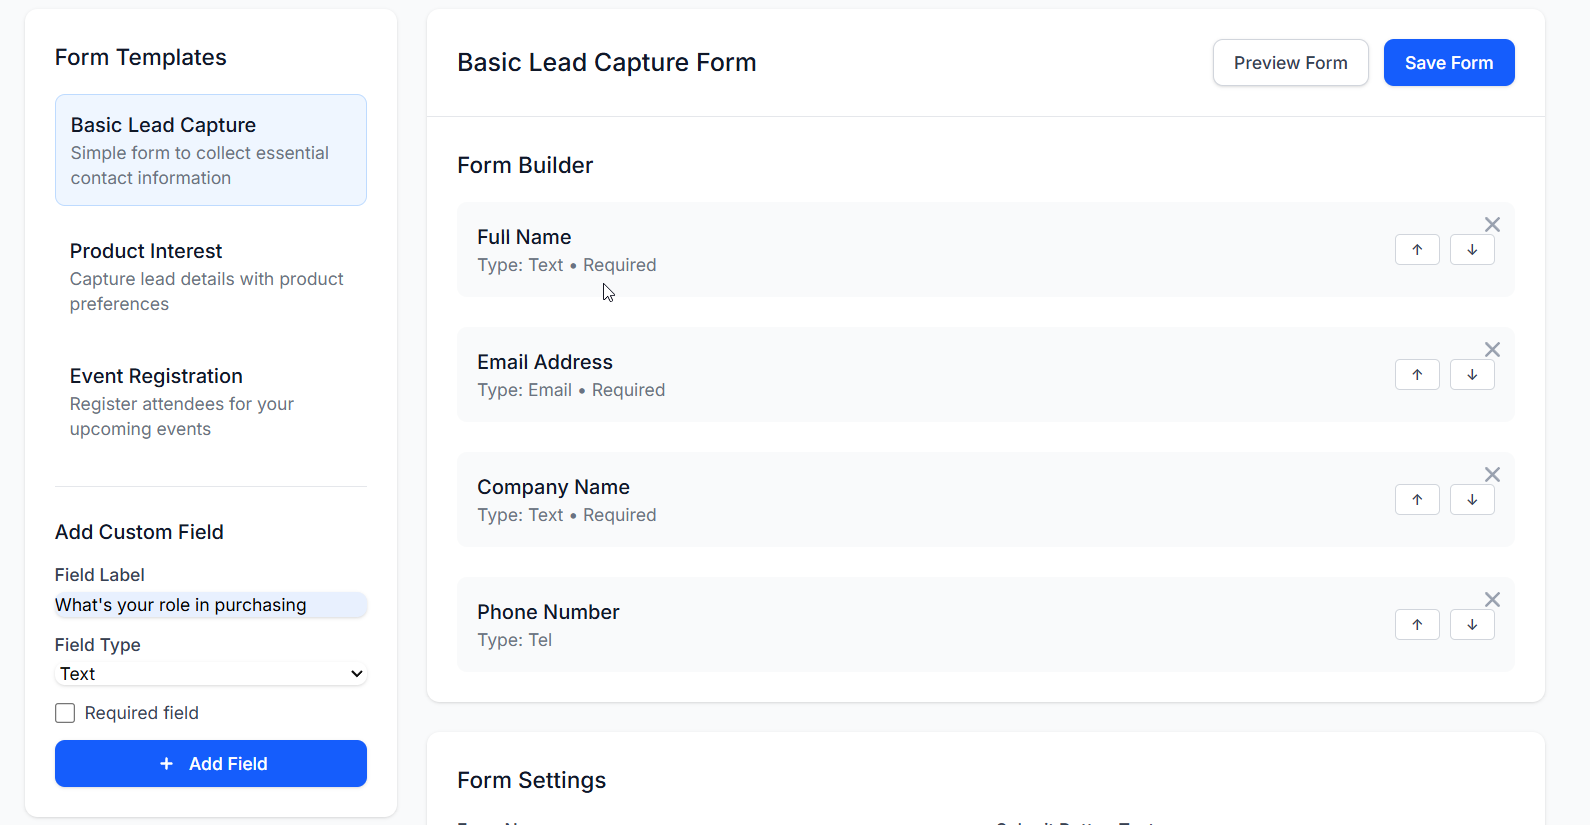 Form Templates
Basic Lead Capture
Simple form to collect essential
contact information
Product Interest
Capture lead details with product
preferences
Event Registration
Register attendees for your
upcoming events
Add Custom Field
Field Label
What's your role in purchasing
Field Type
Text
Required field
+ Add Field
Basic Lead Capture Form
Preview Form
Save Form
Form Builder
Full Name
Type: Text • Required
Email Address
Type: Email • Required
Company Name
Type: Text • Required
Phone Number
Type: Tel
Form Settings